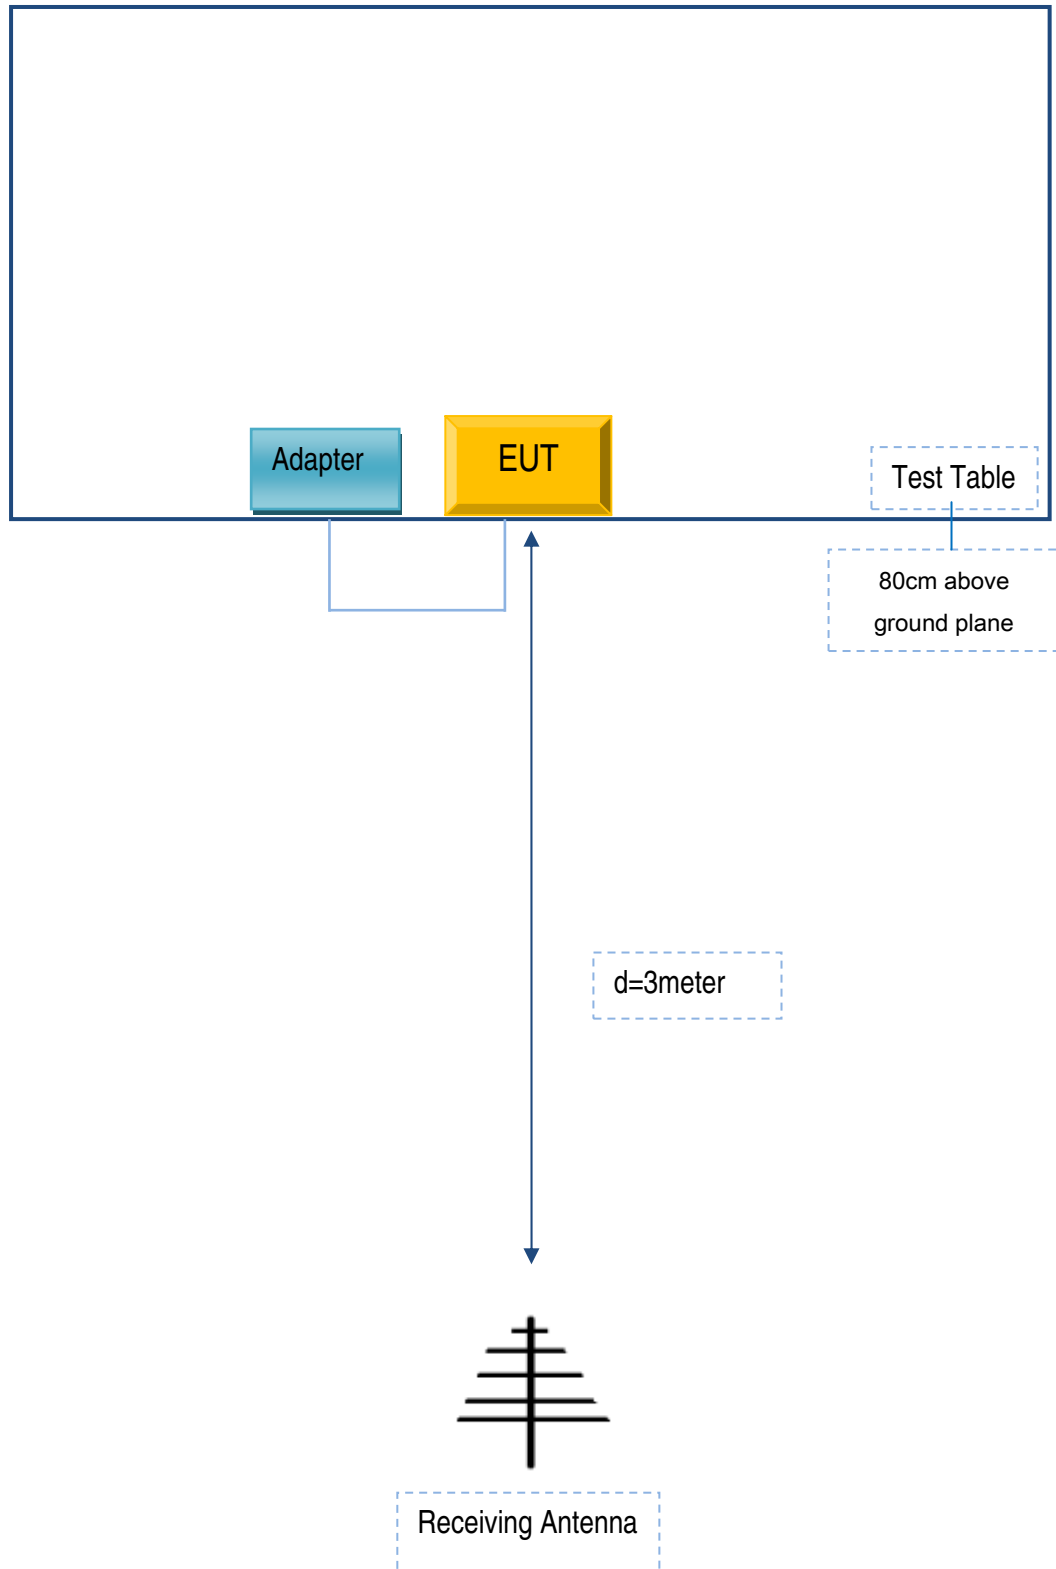 Adapter
EUT
Test Table
80cm above
ground plane
d=3meter
Receiving Antenna